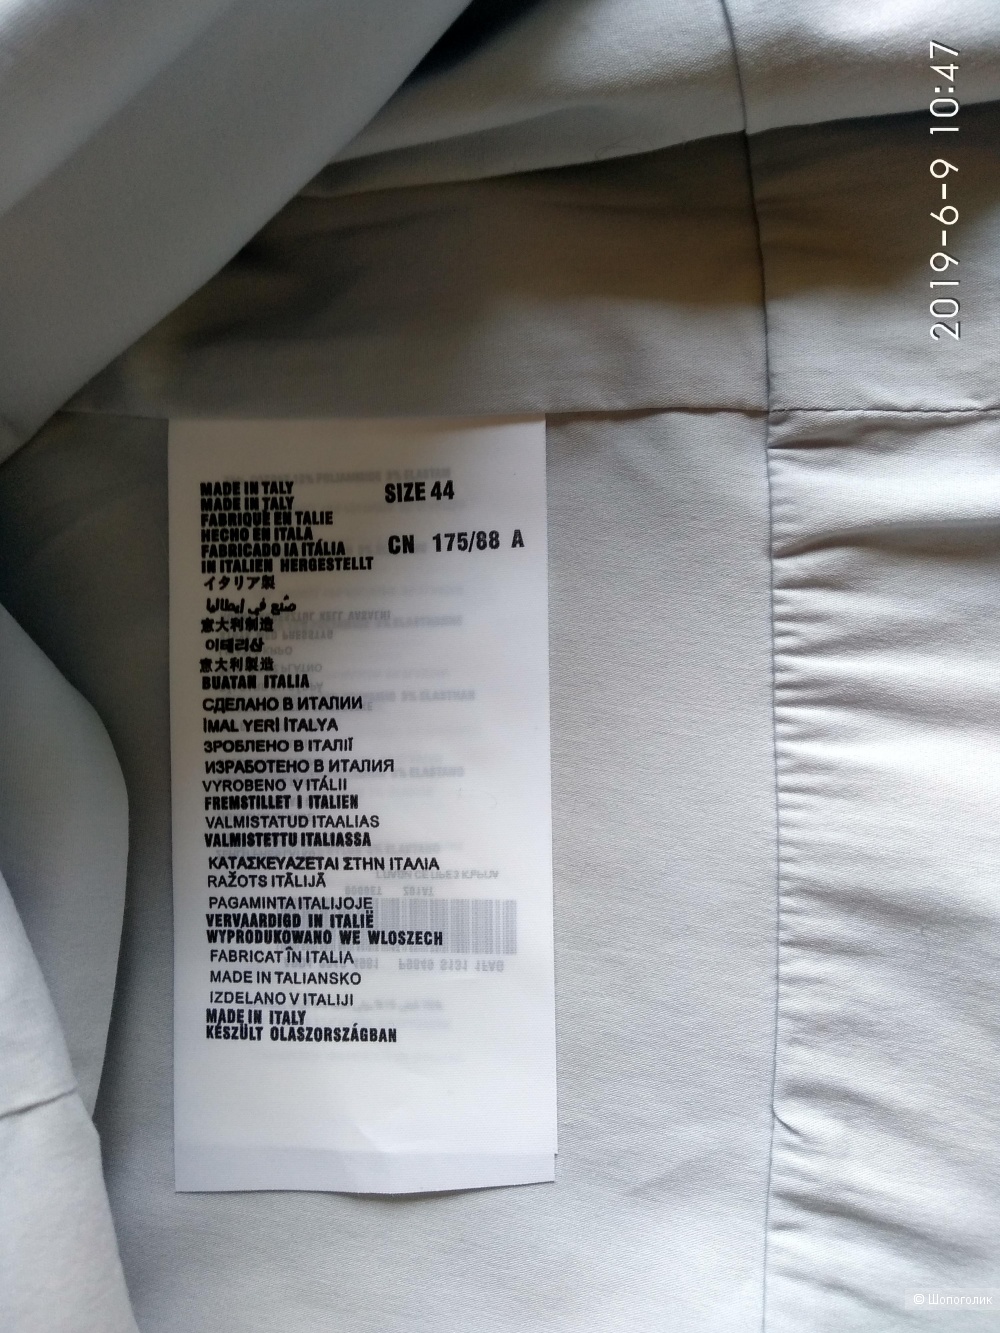 2019-6-9 10:47
MADE IN TALY
SIZE 44
MADE IN TALY
FABRIQUÉ EN TALIE
HECHO EN ITALA
FABRICADO IA ITÁLIA
CN 175/88 A
IN ITALIEN HERGESTELLT
イタリア製
صُنع في إيطاليا
意大利制造
이태리산
意大利製造
BUATAN ITALIA
СДЕЛАНО В ИТАЛИИ
İMAL YERİ İTALYA
ЗРОБЛЕНО В ІТАЛІЇ
ИЗРАБОТЕНО В ИТАЛИЯ
VYROBENO V ITÁLII
FREMSTILLET I ITALIEN
VALMISTATUD ITAALIAS
VALMISTETTU ITALIASSA
ΚΑΤΑΣΚΕΥΑΖΕΤΑΙ ΣΤΗΝ ΙΤΑΛΙΑ
RAŽOTS ITĀLIJĀ
PAGAMINTA ITALIJOJE
VERVAARDIGD IN ITALIË
WYPRODUKOWANO WE WLOSZECH
FABRICAT ÎN ITALIA
MADE IN TALIANSKO
IZDELANO V ITALIJI
MADE IN ITALY
KÉSZÜLT OLASZORSZÁGBAN
© Шопоголик